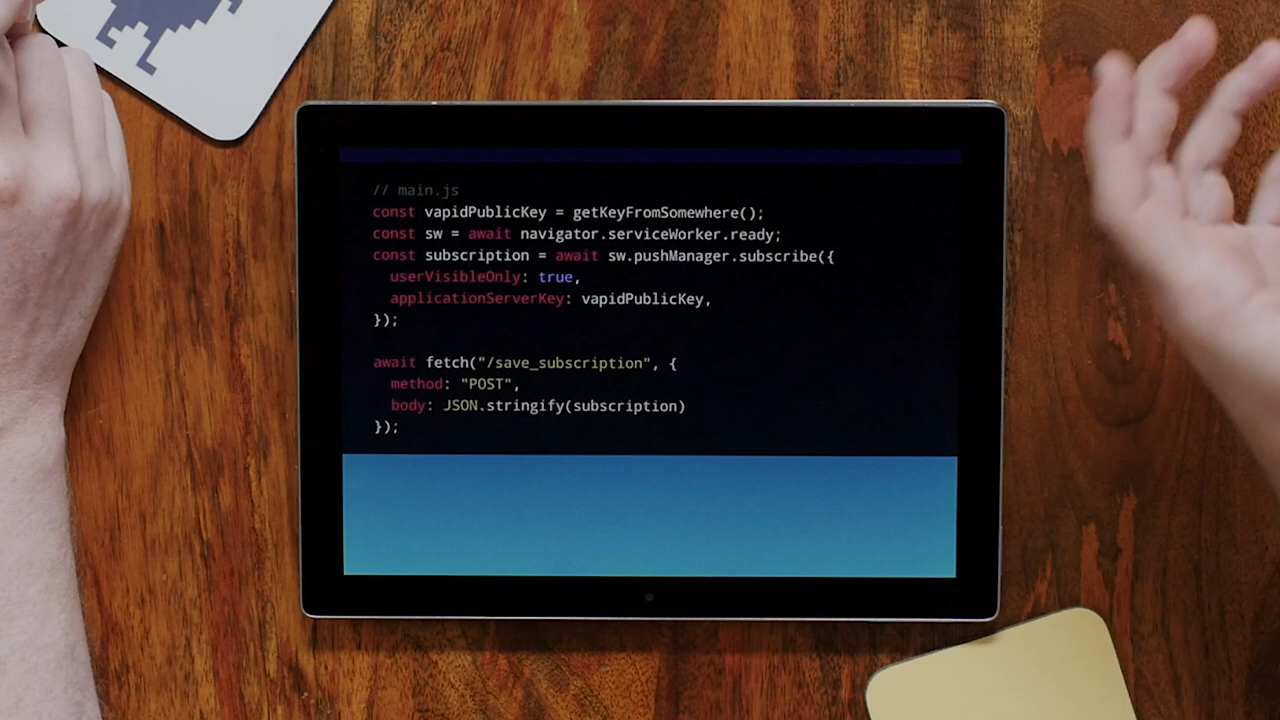 // main.js
const vapidPublicKey = getKeyFromSomewhere();
const sw = await navigator.serviceWorker.ready;
const subscription = await sw.pushManager.subscribe({
  userVisibleOnly: true,
  applicationServerKey: vapidPublicKey,
});

await fetch("/save_subscription", {
  method: "POST",
  body: JSON.stringify(subscription)
});